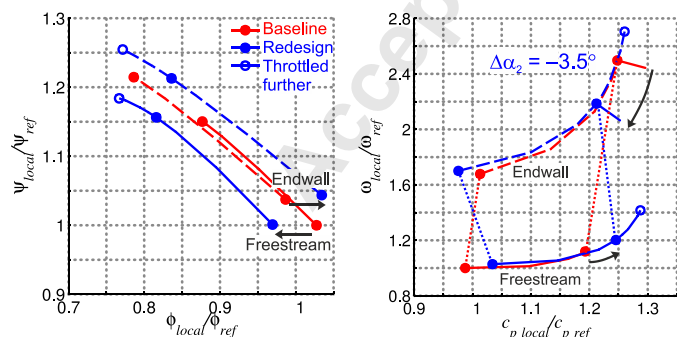 1.3
1.2
1.1
1
0.9
ψlocal/ψref
0.7
0.8
0.9
1
ϕlocal/ϕref
Baseline
Redesign
Throttled
further
Endwall
Freestream
2.8
2.4
2
1.6
1.2
0.8
ωlocal/ωref
0.9
1
1.1
1.2
1.3
cp local/cp ref
Δα2 = −3.5°
Endwall
Freestream
Accep